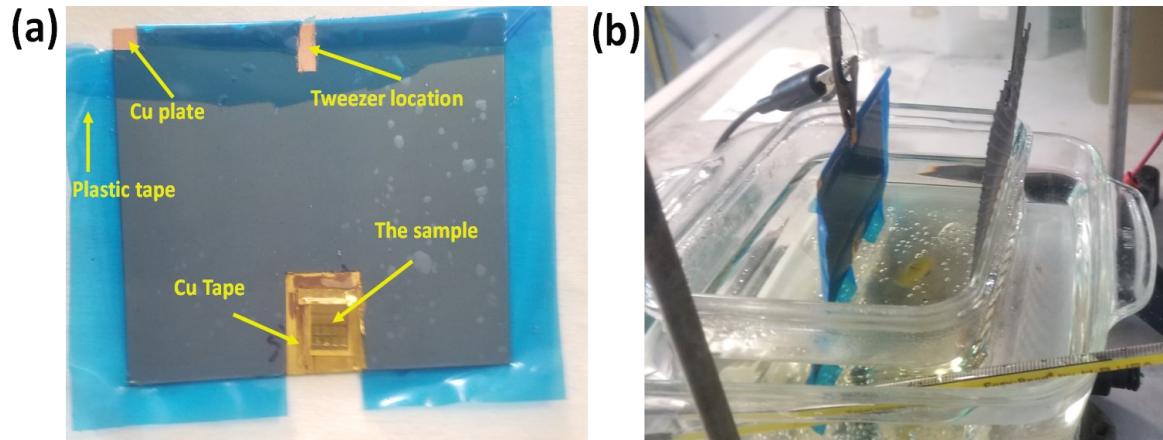 (a)
(b)
Cu plate
Tweezer location
Plastic tape
The sample
Cu Tape